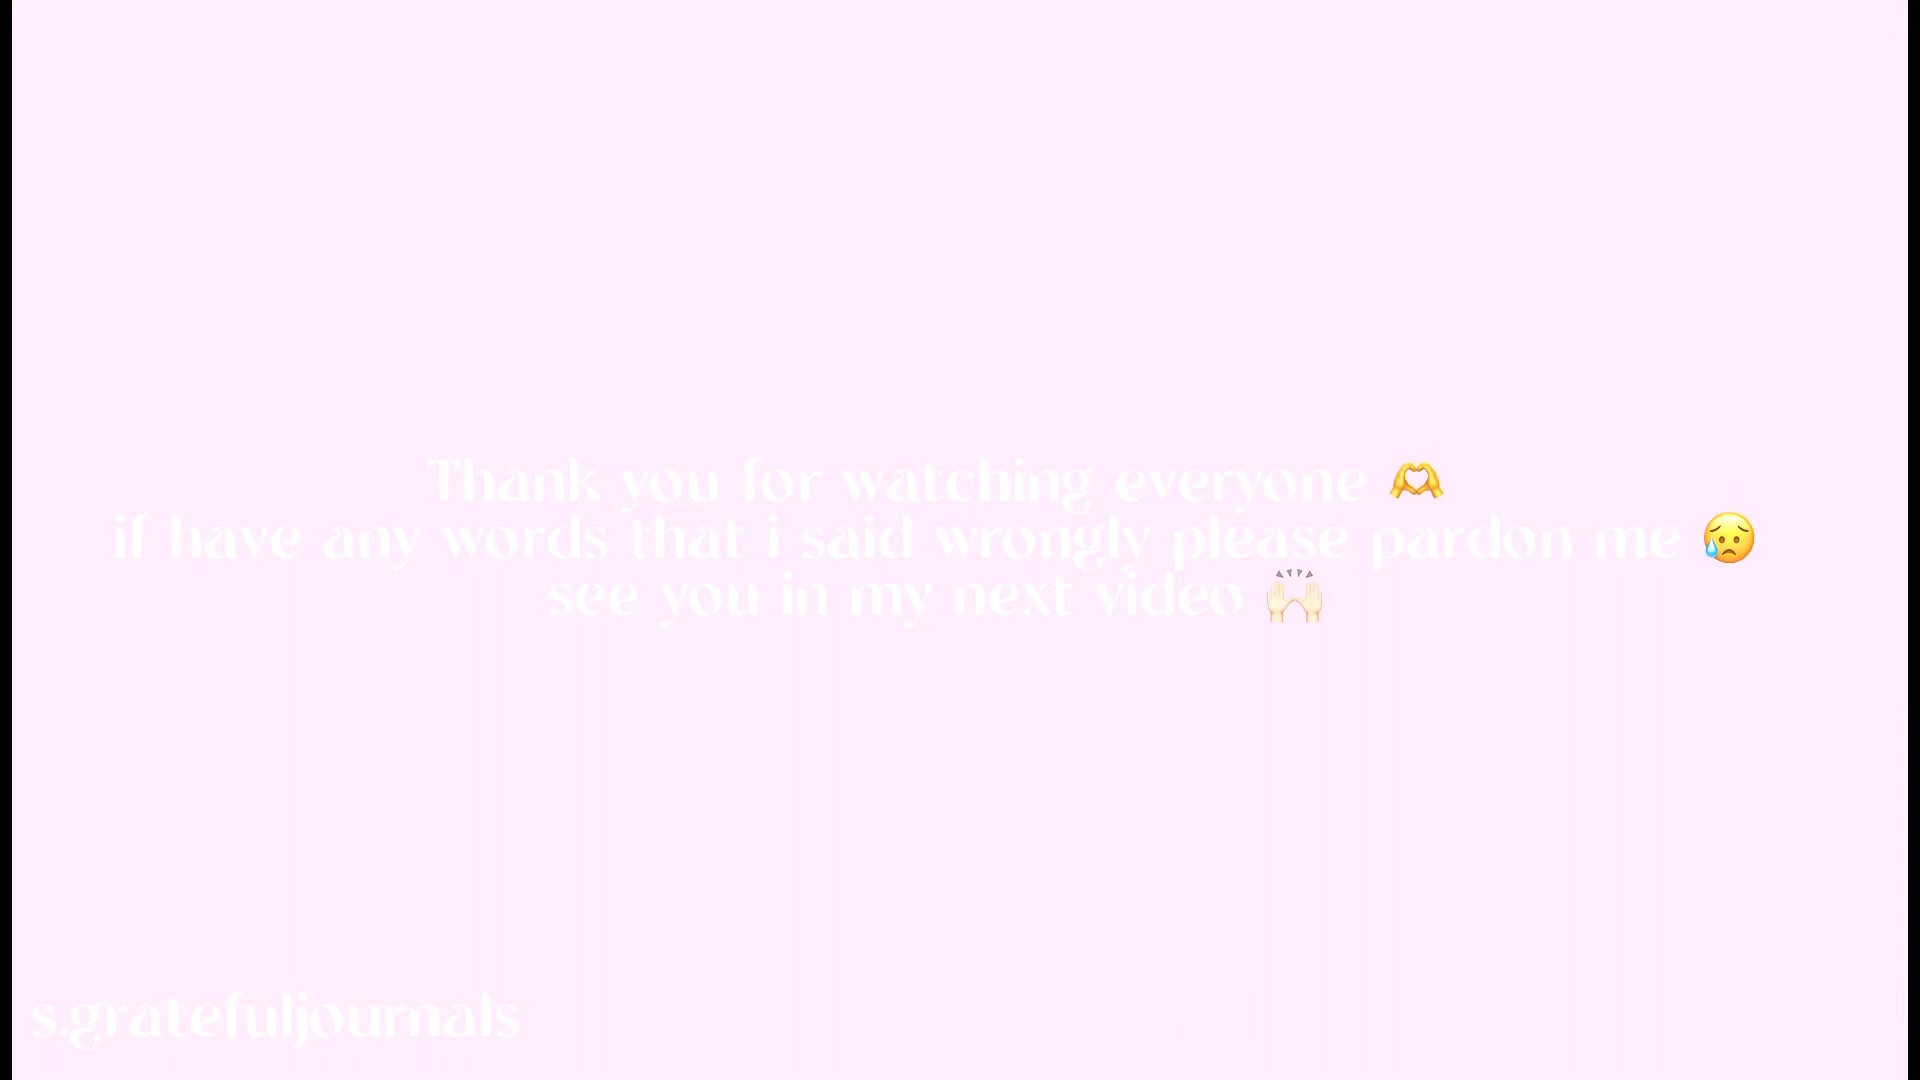 Thank you for watching everyone 🫶
if have any words that i said wrongly please pardon me 😥
see you in my next video 🙌🏻
s.gratefuljournals